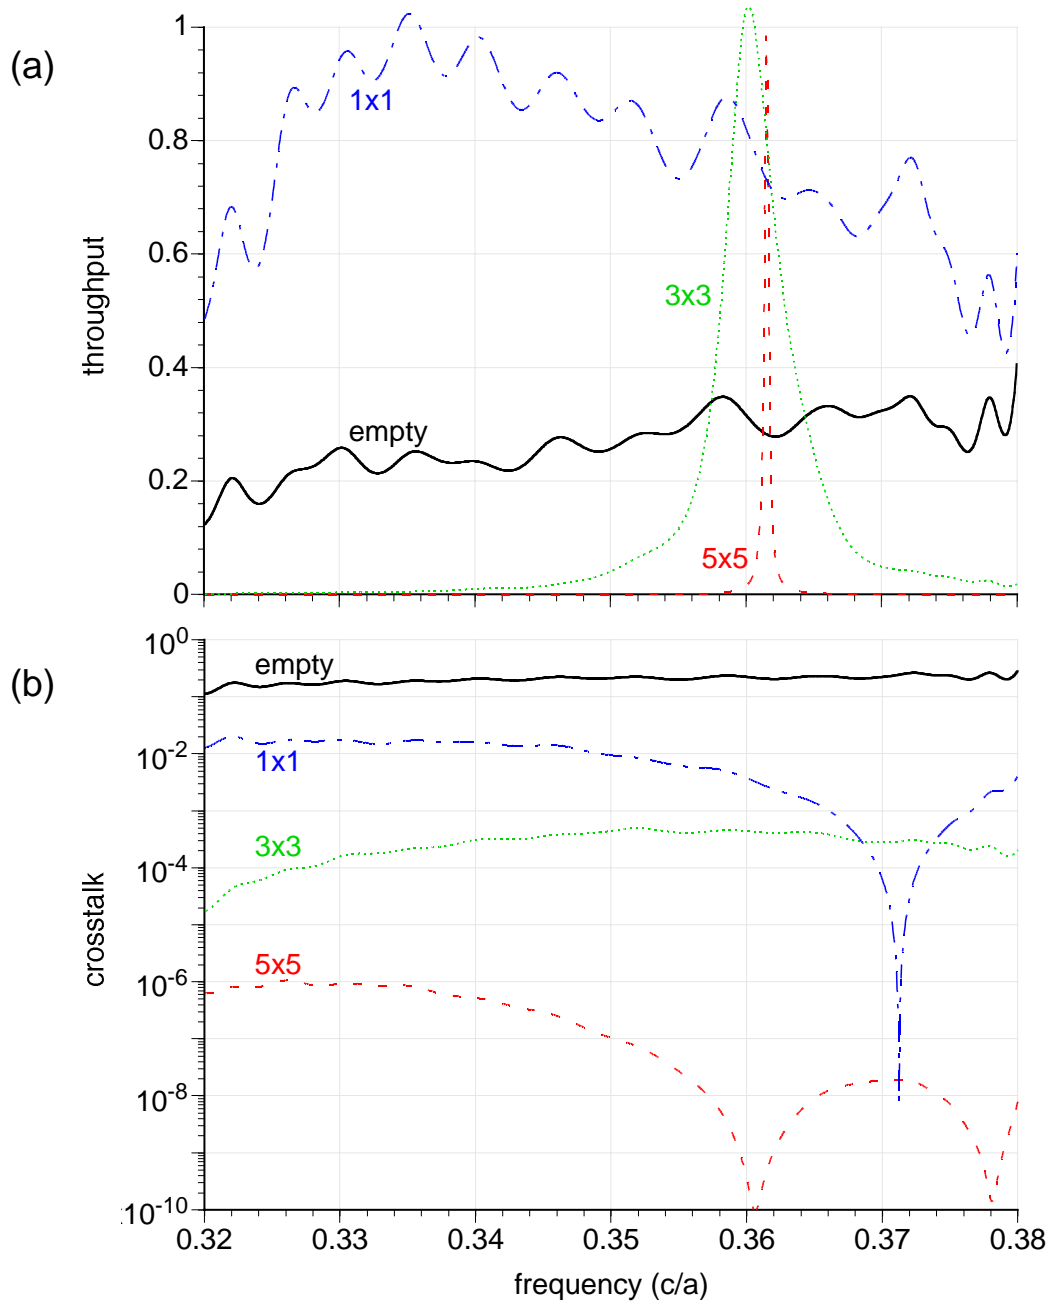 (a)
throughput
1
0.8
0.6
0.4
0.2
0
1x1
3x3
empty
5x5
(b)
crosstalk
10^0
10^-2
10^-4
10^-6
10^-8
10^-10
empty
1x1
3x3
5x5
0.32 0.33 0.34 0.35 0.36 0.37 0.38
frequency (c/a)